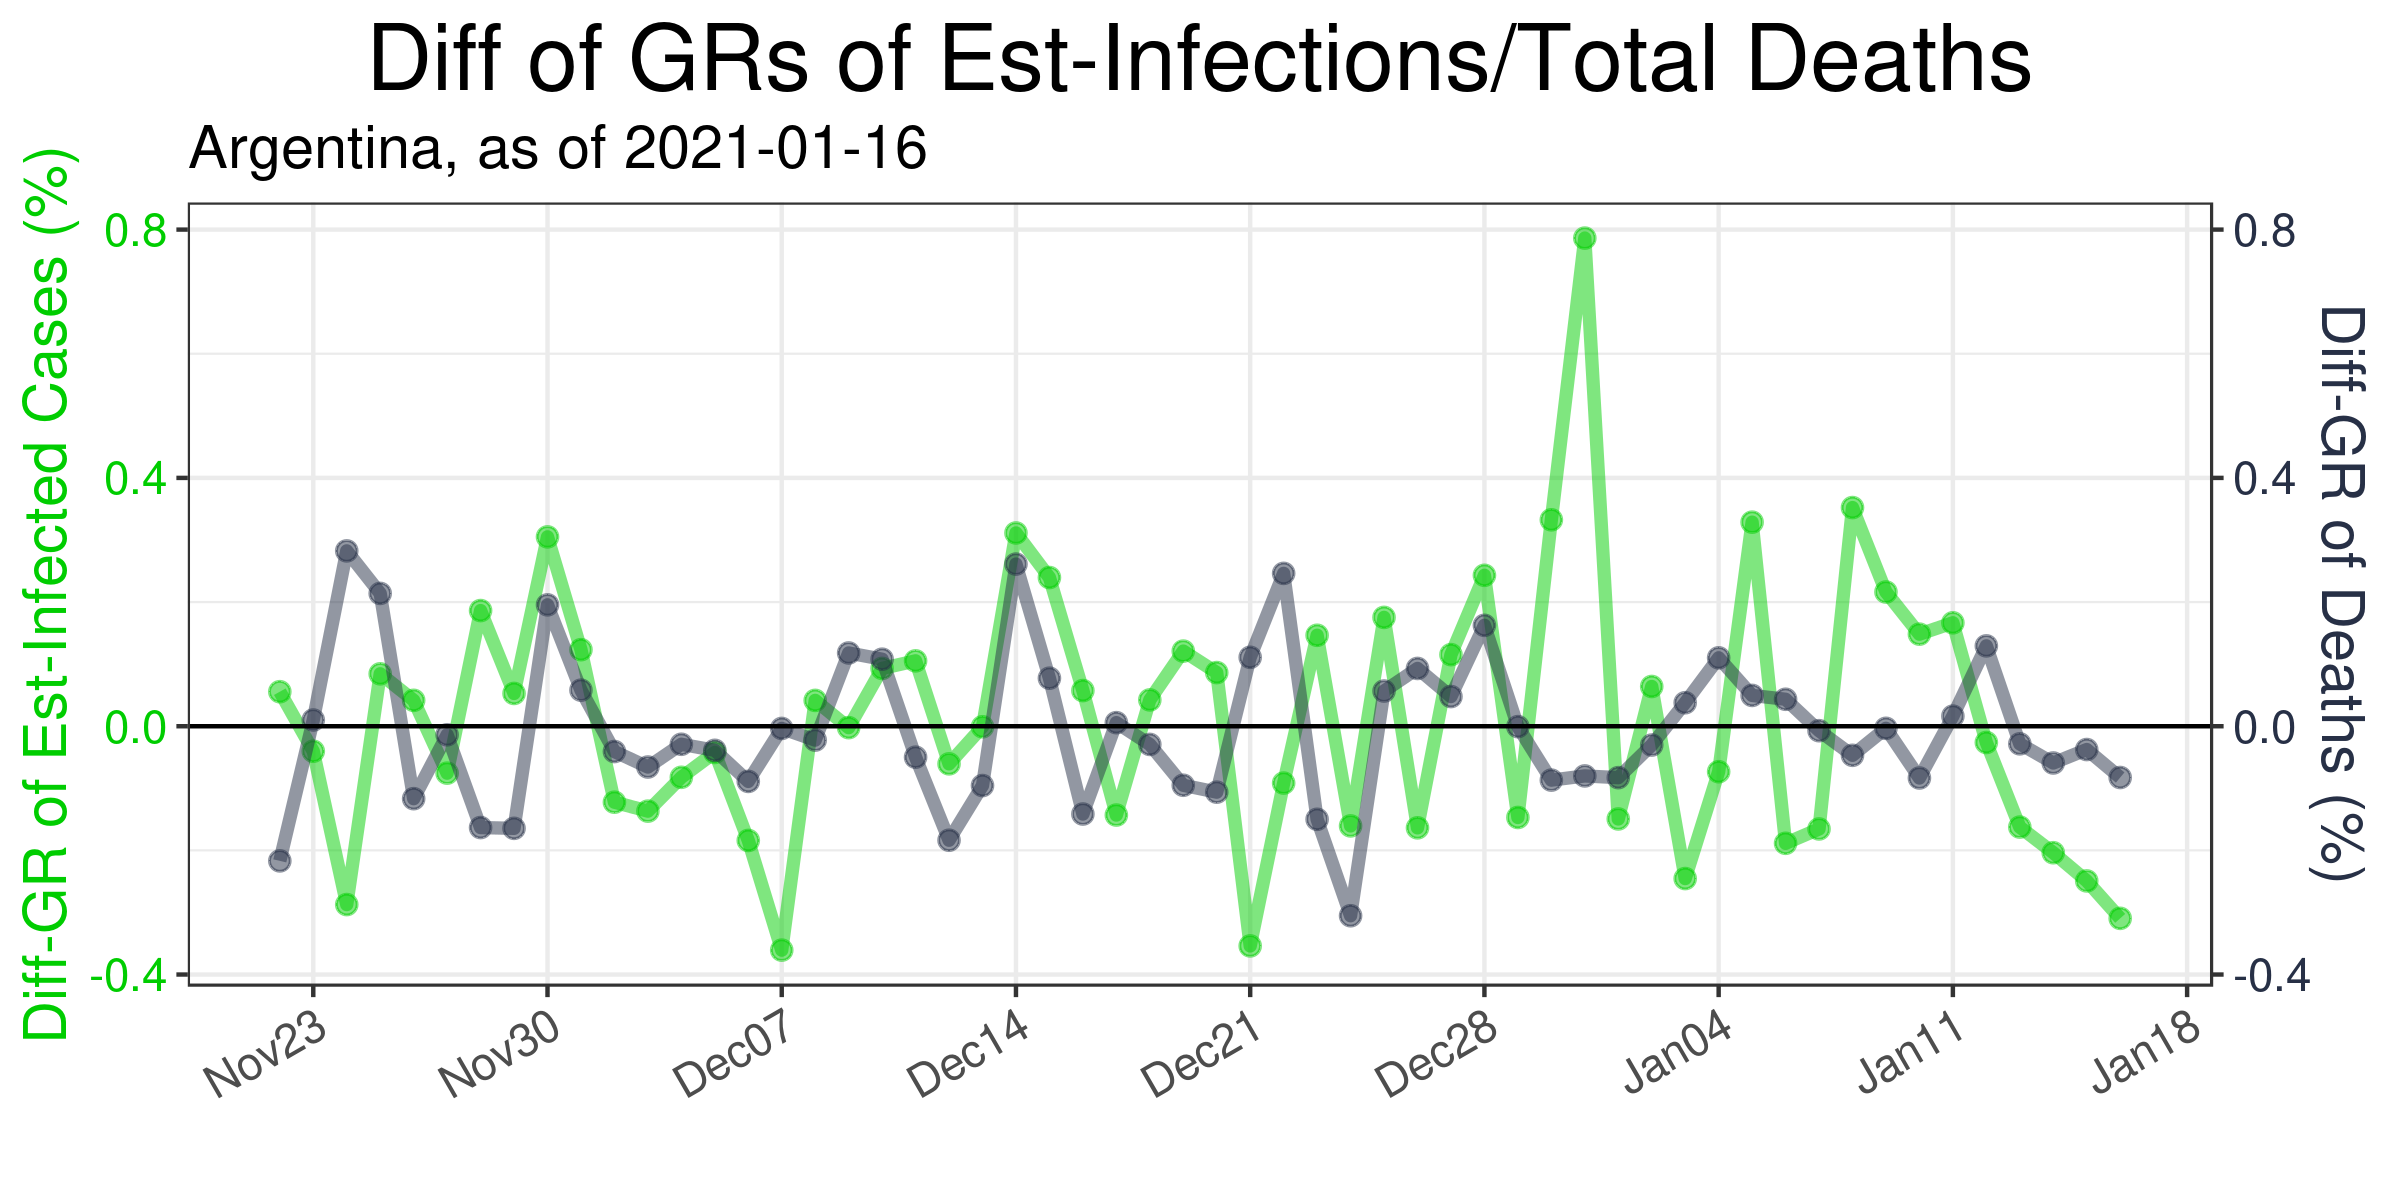 Diff of GRs of Est-Infections/Total Deaths
Argentina, as of 2021-01-16
Diff-GR of Est-Infected Cases (%)
0.8
0.4
0.0
-0.4
0.8
0.4
0.0
-0.4
Diff-GR of Deaths (%)
Nov23
Nov30
Dec07
Dec14
Dec21
Dec28
Jan04
Jan11
Jan18